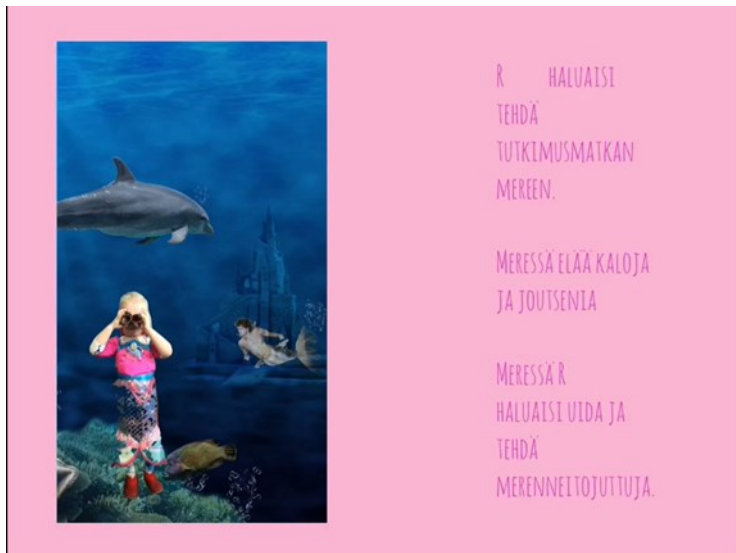 R HALUAISI
TEHDÄ
TUTKIMUSMATKAN
MEREEN.
MERESSÄ ELÄÄ KALOJA
JA JOUTSENIA
MERESSÄ R
HALUAISI UIDA JA
TEHDÄ
MERENNEITOJUTTUJA.